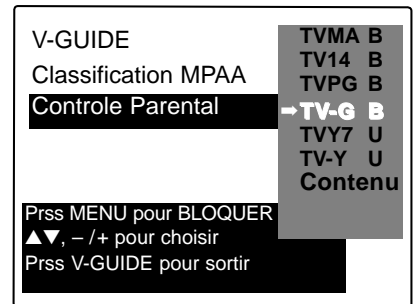 V-GUIDE
Classification MPAA
Controle Parental
TVMA B
TV14 B
TVPG B
➡TV-G B
TVY7 U
TV-Y U
Contenu
Prss MENU pour BLOQUER
▲▼, – /+ pour choisir
Prss V-GUIDE pour sortir